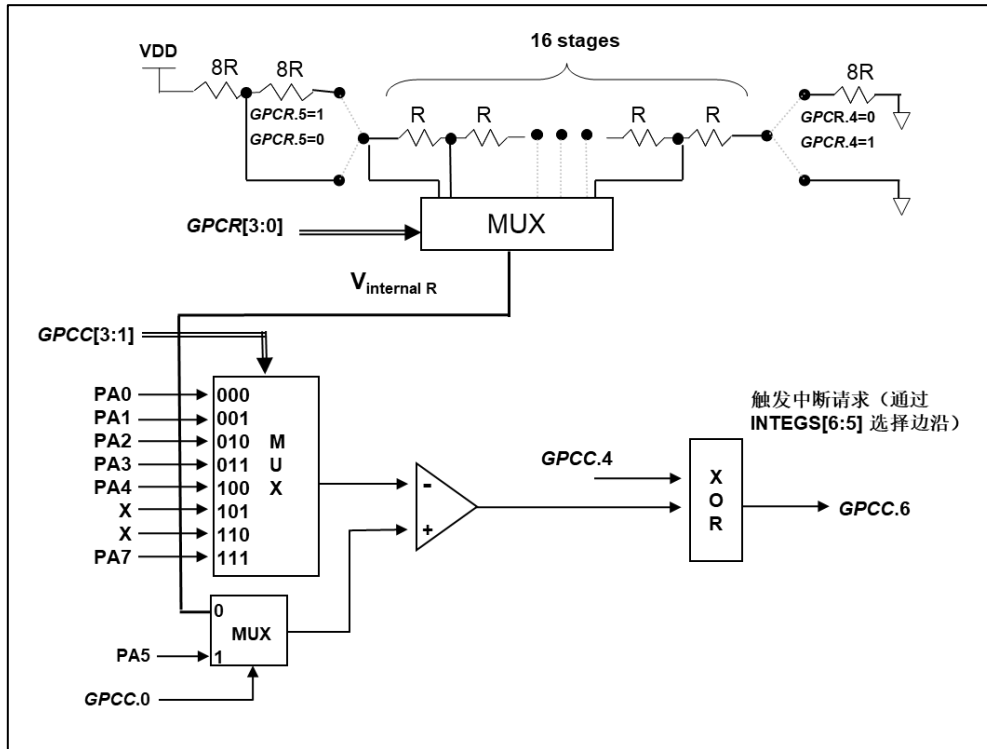 16 stages
VDD
8R
8R
8R
GPCR.5=1
GPCR.5=0
R
R
R
R
GPCR.4=0
GPCR.4=1
MUX
GPCR[3:0]
Vinternal R
GPCC[3:1]
PA0
PA1
PA2
PA3
PA4
X
X
PA7
000
001
010
011
100
101
110
111
M
U
X
触发中断请求（通过
INTEGS[6:5] 选择边沿）
GPCC.4
-
+
X
O
R
GPCC.6
0
MUX
1
PA5
GPCC.0